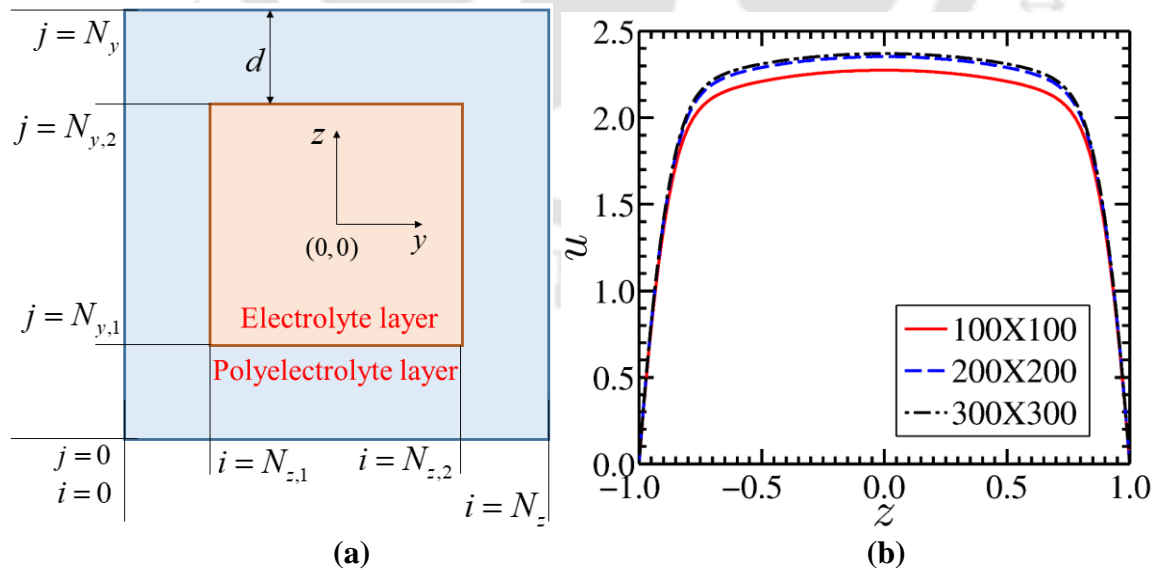 j = N_y
d
j = N_{y,2}
z
y
(0,0)
j = N_{y,1}
Electrolyte layer
Polyelectrolyte layer
j = 0
i = 0
i = N_{z,1}
i = N_{z,2}
i = N_z
(a)
2.5
2.0
1.5
u
1.0
0.5
0.0
100X100
200X200
300X300
−1.0
−0.5
0.0
0.5
1.0
z
(b)